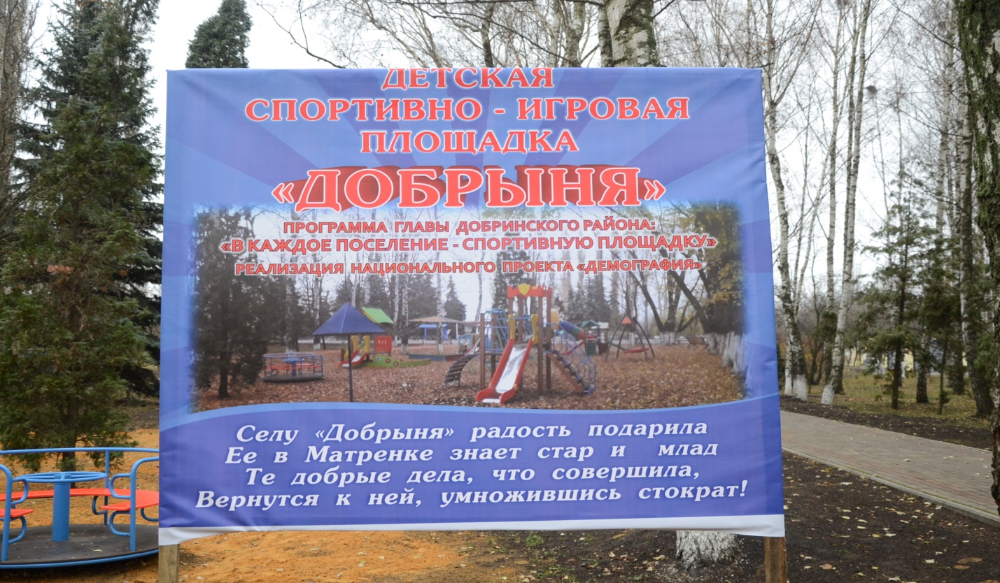 ДЕТСКАЯ
СПОРТИВНО - ИГРОВАЯ
ПЛОЩАДКА
«ДОБРЫНЯ»
ПРОГРАММА ГЛАВЫ ДОБРИНСКОГО РАЙОНА:
«В КАЖДОЕ ПОСЕЛЕНИЕ - СПОРТИВНУЮ ПЛОЩАДКУ»
РЕАЛИЗАЦИЯ НАЦИОНАЛЬНОГО ПРОЕКТА «ДЕМОГРАФИЯ»
Селу «Добрыня» радость подарила
Ее в Матренке знает стар и млад
Те добрые дела, что совершила,
Вернутся к ней, умножившись стократ!